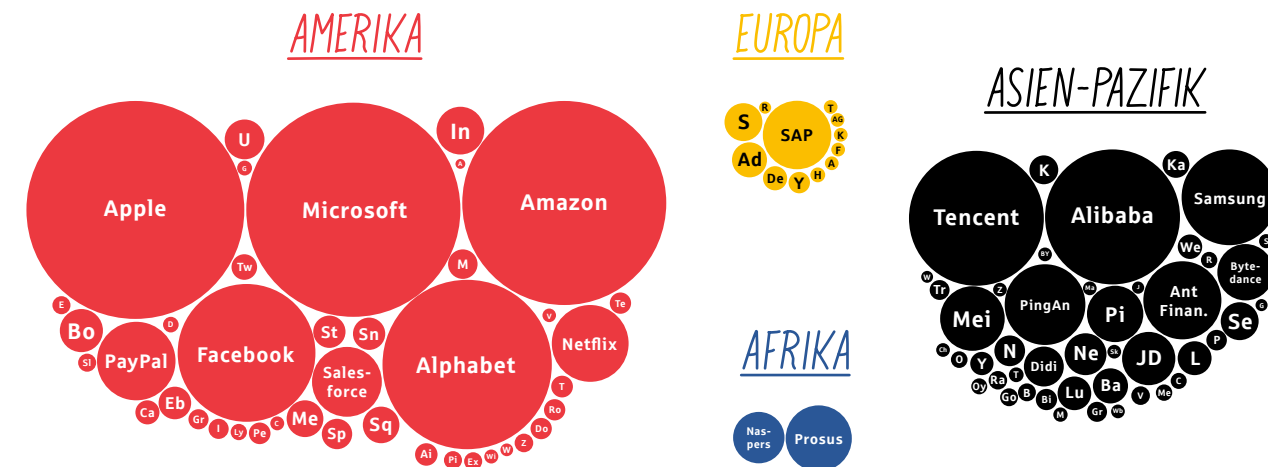 AMERIKA
EUROPA
ASIEN-PAZIFIK
AFRIKA
Apple
U
G
Microsoft
In
A
Amazon
Tw
M
E
Bo
Sl
D
PayPal
Facebook
St
Sn
Sales-
force
Alphabet
V
Te
Netflix
Ca
Eb
Gr
I
Ly
Pe
C
Me
Sp
Sq
Ai
Pi
Ex
Wi
W
Z
Do
Ro
T
S
R
SAP
T
AG
K
F
A
H
Y
De
Ad
Nas-
pers
Prosus
Tencent
K
Alibaba
Ka
Samsung
BY
We
R
S
Byte-
dance
W
Tr
Z
PingAn
Ma
J
Ant
Finan.
G
Mei
Pi
Se
P
Ch
O
Y
N
Ne
Sk
JD
L
Oy
Ra
T
Didi
Go
B
Bi
Lu
Ba
V
Me
C
M
Gr
Wb